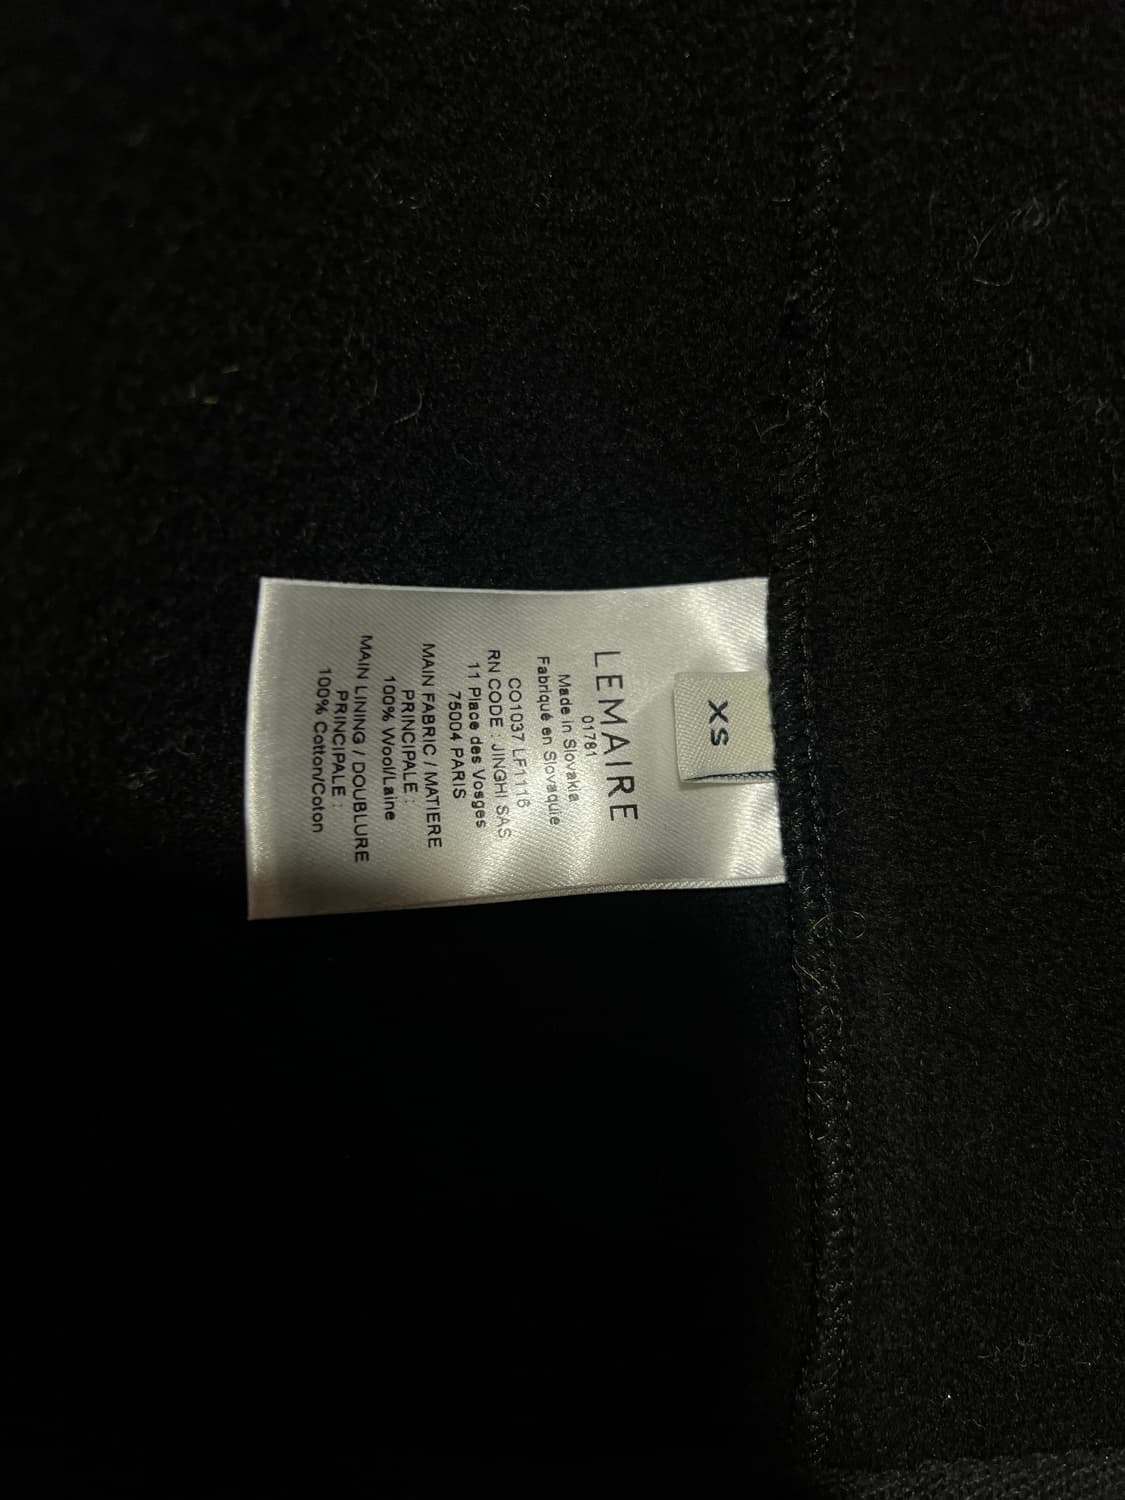 XS
LEMAIRE
01781
Made in Slovakia
Fabriqué en Slovaquie
CO1037 LF1116
RN CODE : JINGHI SAS
11 Place des Vosges
75004 PARIS
MAIN FABRIC / MATIERE
PRINCIPALE :
100% Wool/Laine
MAIN LINING / DOUBLURE
PRINCIPALE :
100% Cotton/Coton